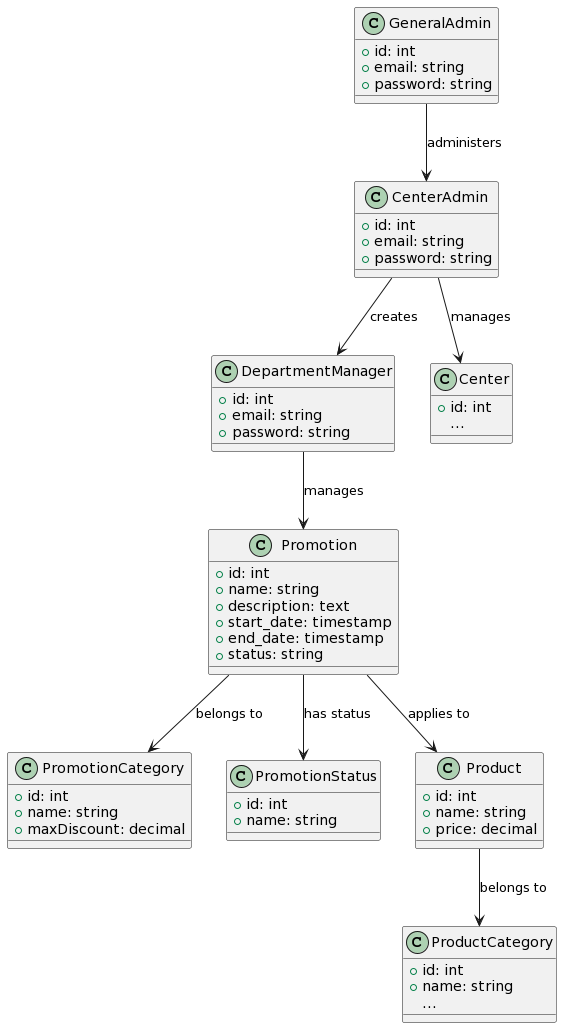 C GeneralAdmin
id: int
email: string
password: string
administers
C CenterAdmin
id: int
email: string
password: string
creates
manages
C DepartmentManager
id: int
email: string
password: string
C Center
id: int
...
manages
C Promotion
id: int
name: string
description: text
start_date: timestamp
end_date: timestamp
status: string
belongs to
has status
applies to
C PromotionCategory
id: int
name: string
maxDiscount: decimal
C PromotionStatus
id: int
name: string
C Product
id: int
name: string
price: decimal
belongs to
C ProductCategory
id: int
name: string
...